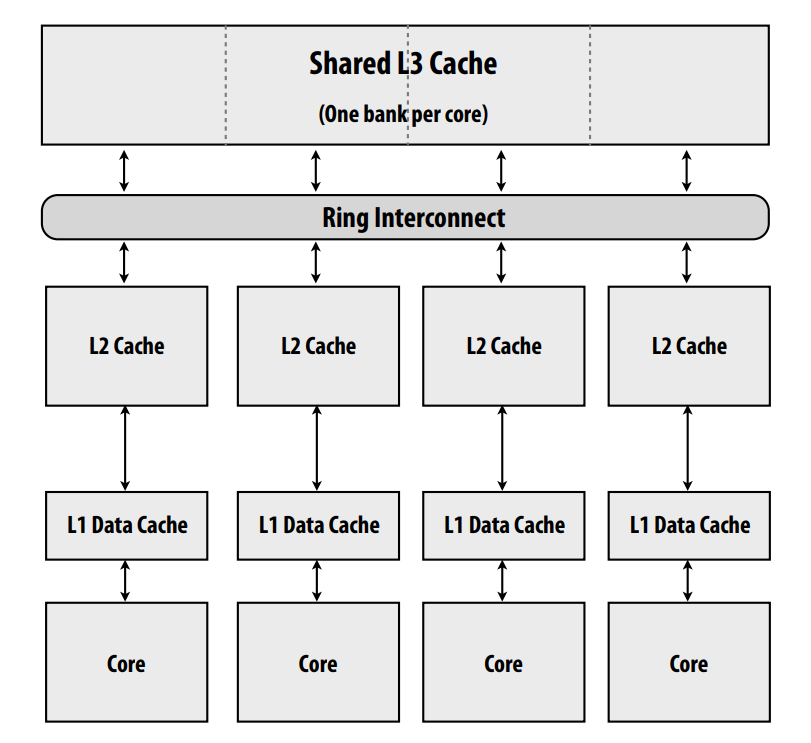 Shared L3 Cache
(One bank per core)
Ring Interconnect
L2 Cache
L2 Cache
L2 Cache
L2 Cache
L1 Data Cache
L1 Data Cache
L1 Data Cache
L1 Data Cache
Core
Core
Core
Core